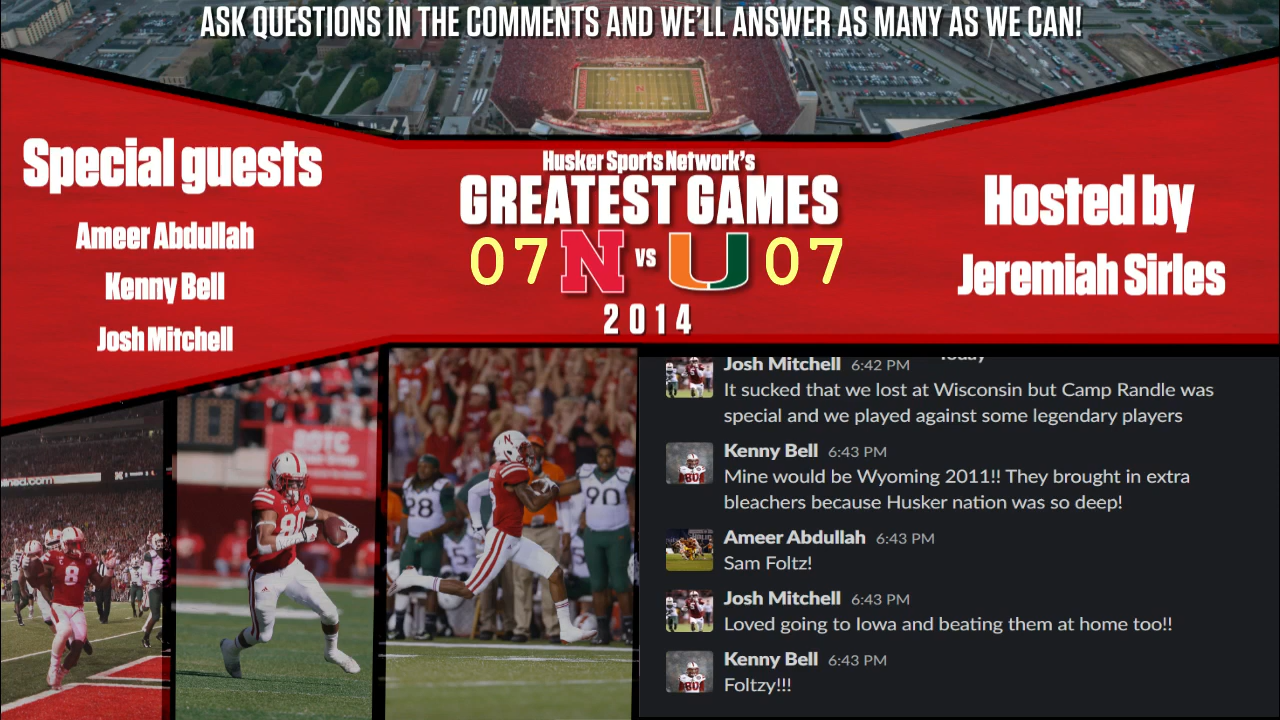 ASK QUESTIONS IN THE COMMENTS AND WE'LL ANSWER AS MANY AS WE CAN!
Special guests
Ameer Abdullah
Kenny Bell
Josh Mitchell
Husker Sports Network's
GREATEST GAMES
07 N vs U 07
2014
Hosted by
Jeremiah Sirles
Today
Josh Mitchell 6:42 PM
It sucked that we lost at Wisconsin but Camp Randle was
special and we played against some legendary players
Kenny Bell 6:43 PM
Mine would be Wyoming 2011!! They brought in extra
bleachers because Husker nation was so deep!
Ameer Abdullah 6:43 PM
Sam Foltz!
Josh Mitchell 6:43 PM
Loved going to Iowa and beating them at home too!!
Kenny Bell 6:43 PM
Foltzy!!!
8
80
N
28
90